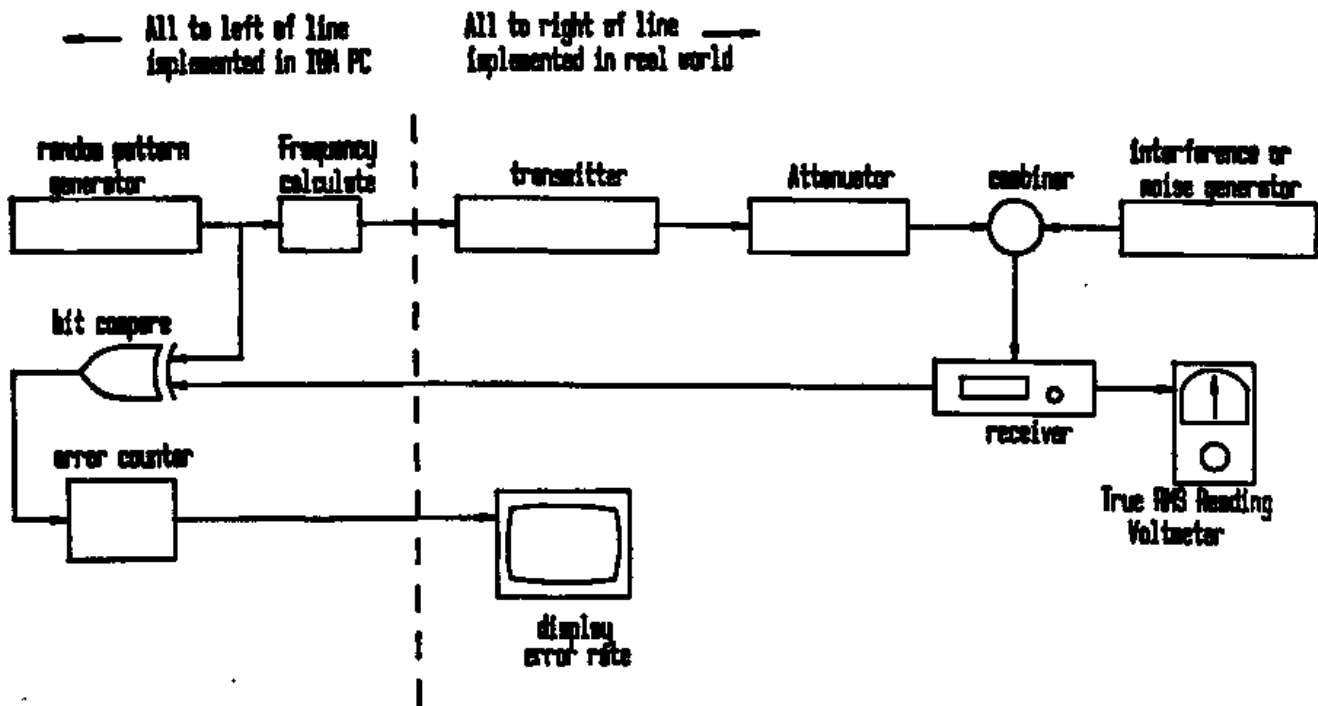 All to left of line
implemented in IBM PC
All to right of line
implemented in real world
random pattern
generator
Frequency
calculate
transmitter
Attenuator
combiner
interference or
noise generator
bit compare
receiver
error counter
True RMS Reading
Voltmeter
display
error rate